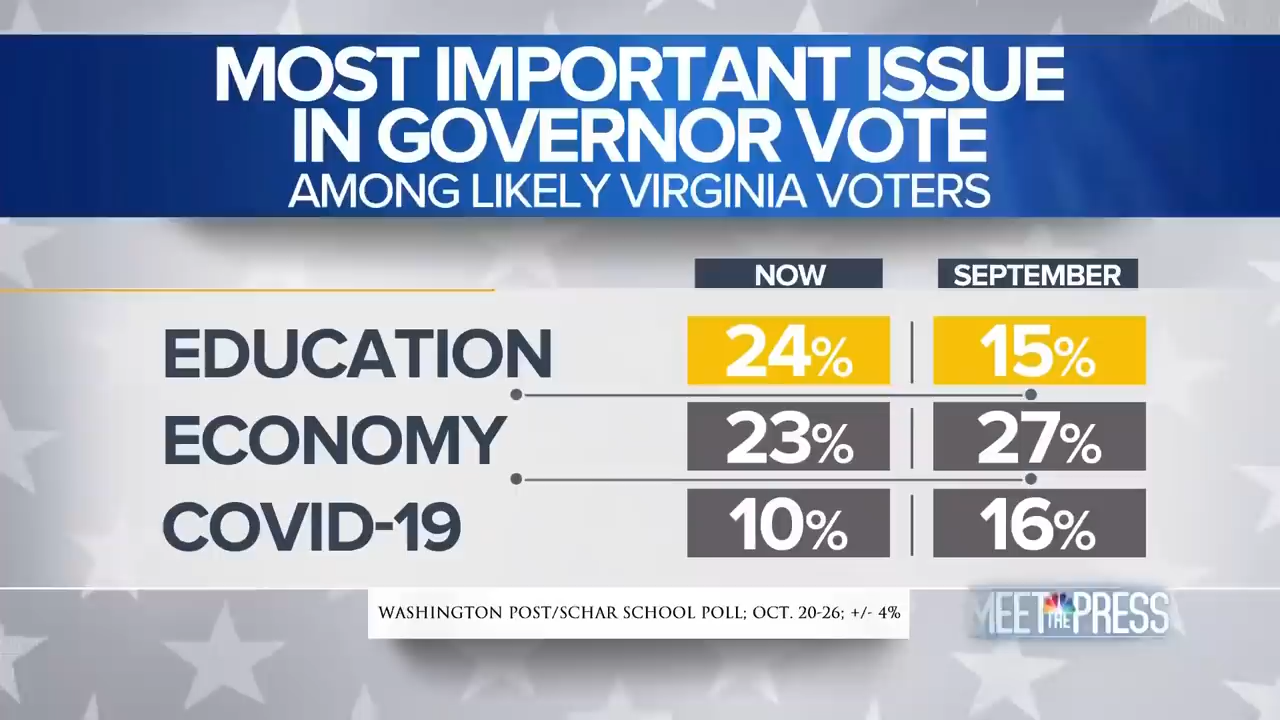 MOST IMPORTANT ISSUE
IN GOVERNOR VOTE
AMONG LIKELY VIRGINIA VOTERS
NOW SEPTEMBER
EDUCATION 24% 15%
ECONOMY 23% 27%
COVID-19 10% 16%
WASHINGTON POST/SCHAR SCHOOL POLL; OCT. 20-26; +/- 4%
MEET THE PRESS